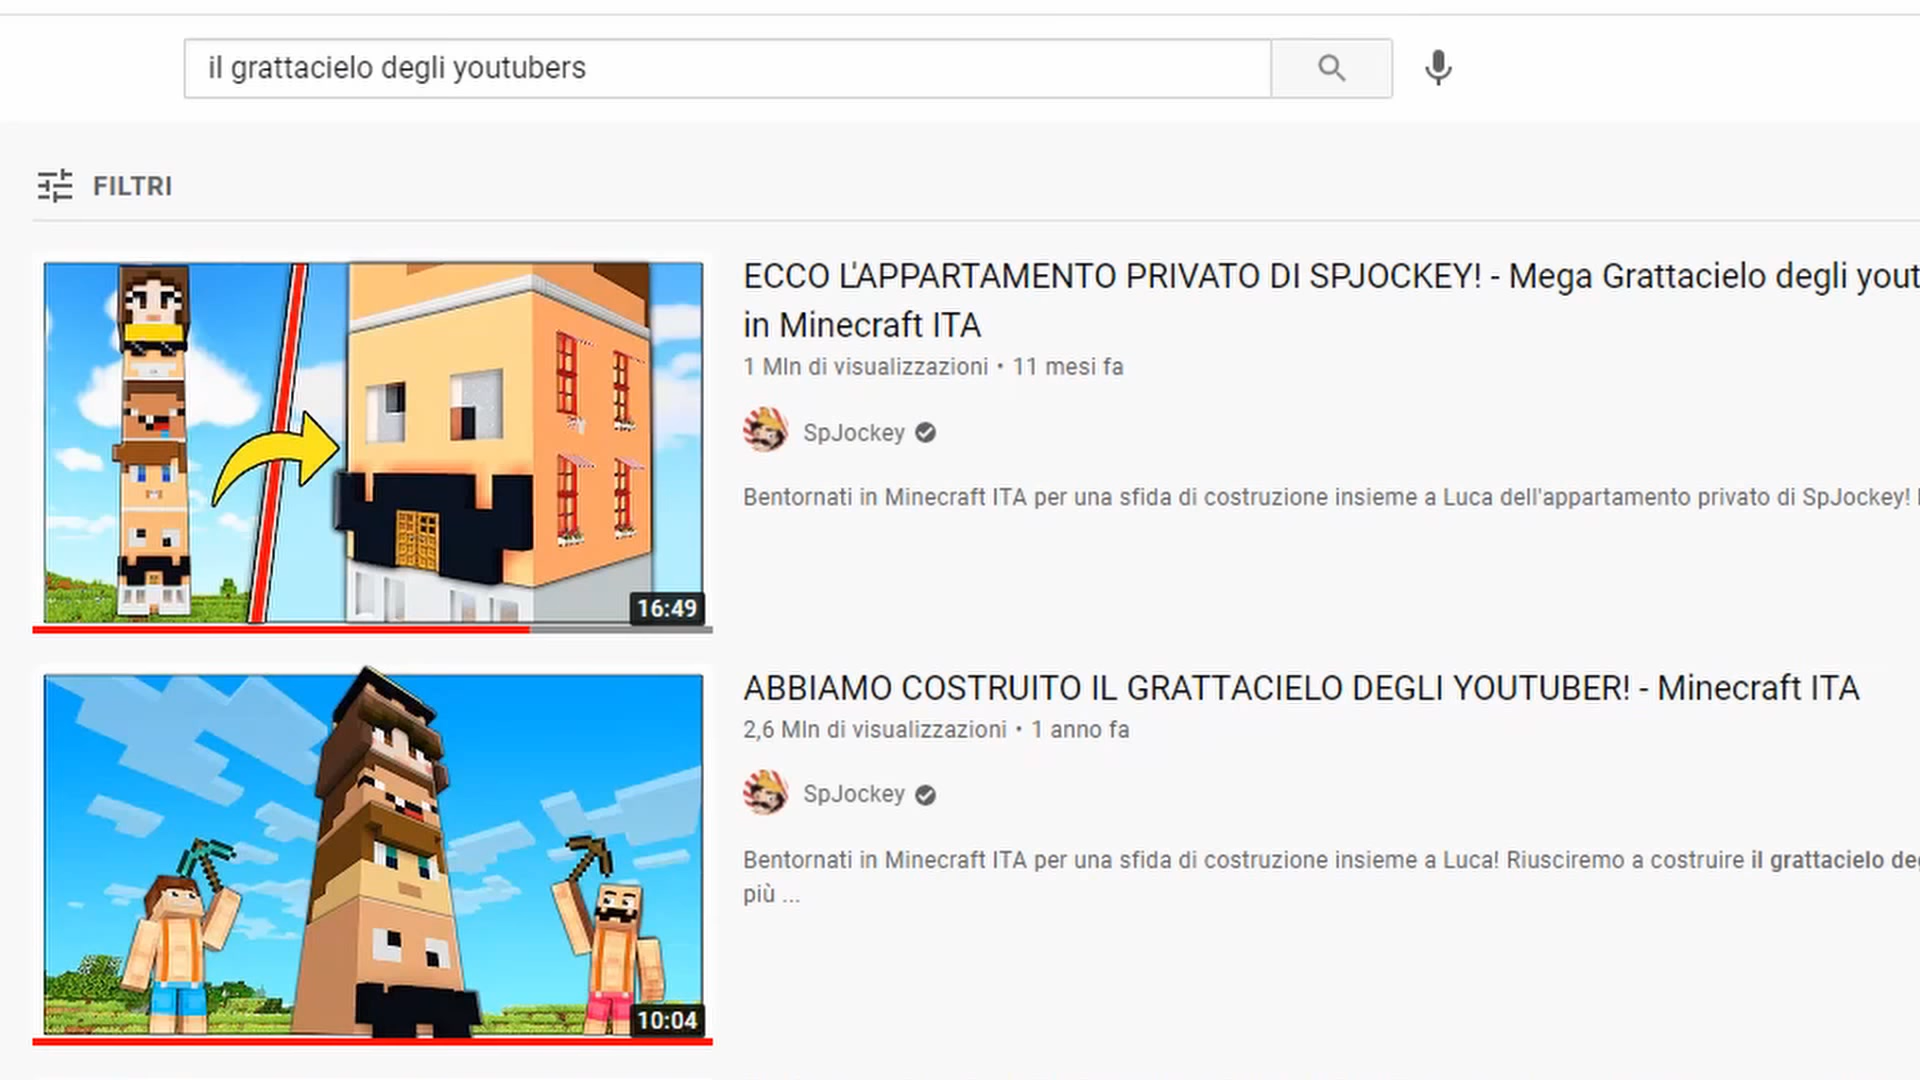 il grattacielo degli youtubers
FILTRI
ECCO L'APPARTAMENTO PRIVATO DI SPJOCKEY! - Mega Grattacielo degli yout
in Minecraft ITA
1 Mln di visualizzazioni • 11 mesi fa
SpJockey
Bentornati in Minecraft ITA per una sfida di costruzione insieme a Luca dell'appartamento privato di SpJockey!
16:49
ABBIAMO COSTRUITO IL GRATTACIELO DEGLI YOUTUBER! - Minecraft ITA
2,6 Mln di visualizzazioni • 1 anno fa
SpJockey
Bentornati in Minecraft ITA per una sfida di costruzione insieme a Luca! Riusciremo a costruire il grattacielo de
più ...
10:04